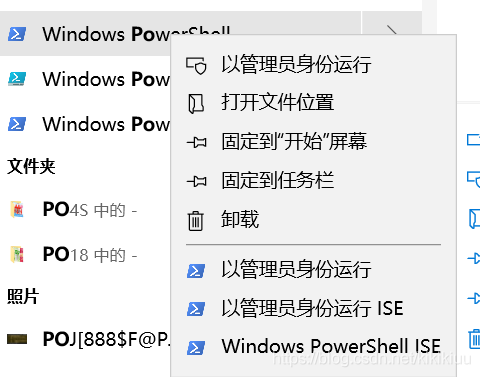 Windows PowerShell
Windows Pow
Windows Pow
文件夹
PO4S 中的 -
PO18 中的 -
照片
POJ[888$F@P.
以管理员身份运行
打开文件位置
固定到“开始”屏幕
固定到任务栏
卸载
以管理员身份运行
以管理员身份运行 ISE
Windows PowerShell ISE
https://blog.csdn.net/kikikiuu